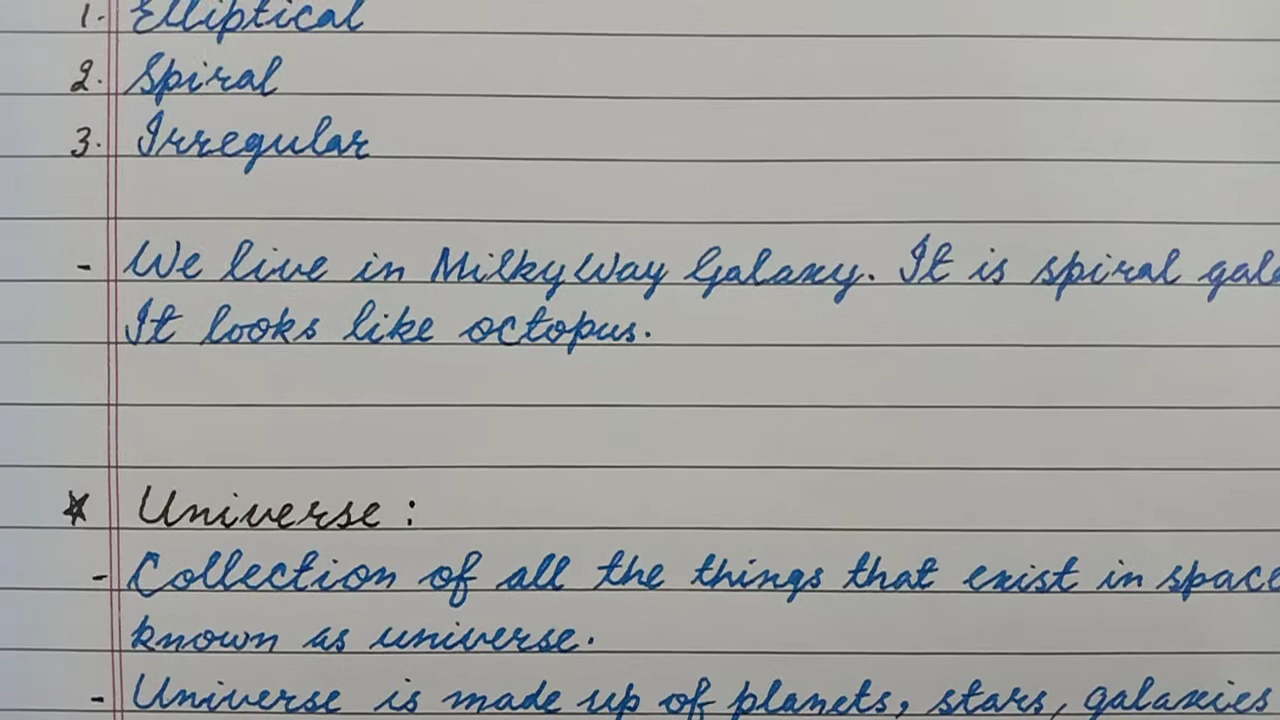 1. Elliptical
2. Spiral
3. Irregular
- We live in Milky Way Galaxy. It is spiral
It looks like octopus.
* Universe :
- Collection of all the things that exist in space
known as universe.
- Universe is made up of planets, stars, galaxies